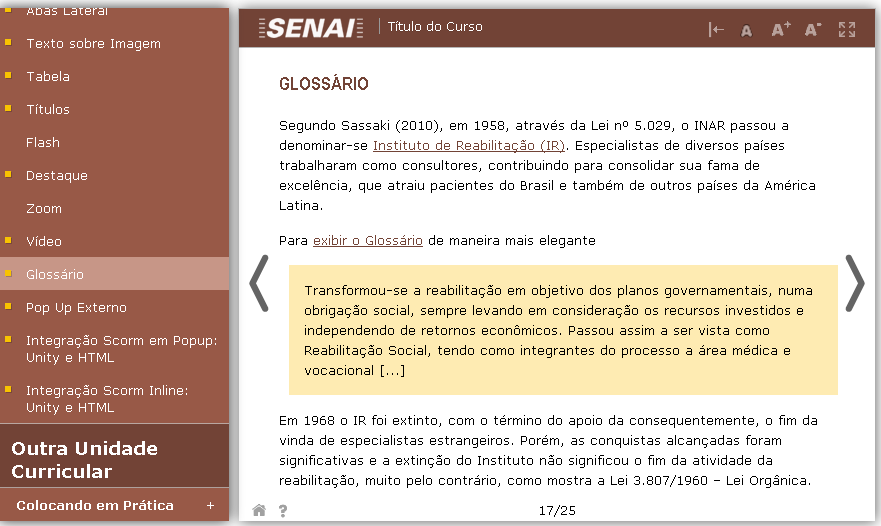 Abas Lateral
Texto sobre Imagem
Tabela
Títulos
Flash
Destaque
Zoom
Vídeo
Glossário
Pop Up Externo
Integração Scorm em Popup:
Unity e HTML
Integração Scorm Inline:
Unity e HTML
Outra Unidade
Curricular
Colocando em Prática +
SENAI Título do Curso
A A+ A-
GLOSSÁRIO
Segundo Sassaki (2010), em 1958, através da Lei nº 5.029, o INAR passou a
denominar-se Instituto de Reabilitação (IR). Especialistas de diversos países
trabalharam como consultores, contribuindo para consolidar sua fama de
excelência, que atraiu pacientes do Brasil e também de outros países da América
Latina.
Para exibir o Glossário de maneira mais elegante
Transformou-se a reabilitação em objetivo dos planos governamentais, numa
obrigação social, sempre levando em consideração os recursos investidos e
independendo de retornos econômicos. Passou assim a ser vista como
Reabilitação Social, tendo como integrantes do processo a área médica e
vocacional [...]
Em 1968 o IR foi extinto, com o término do apoio da consequentemente, o fim da
vinda de especialistas estrangeiros. Porém, as conquistas alcançadas foram
significativas e a extinção do Instituto não significou o fim da atividade da
reabilitação, muito pelo contrário, como mostra a Lei 3.807/1960 – Lei Orgânica.
? 17/25